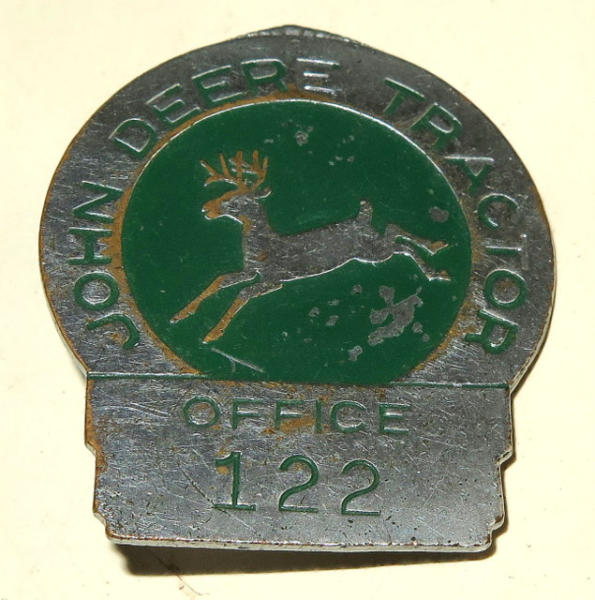 JOHN DEERE TRACTOR
OFFICE
122